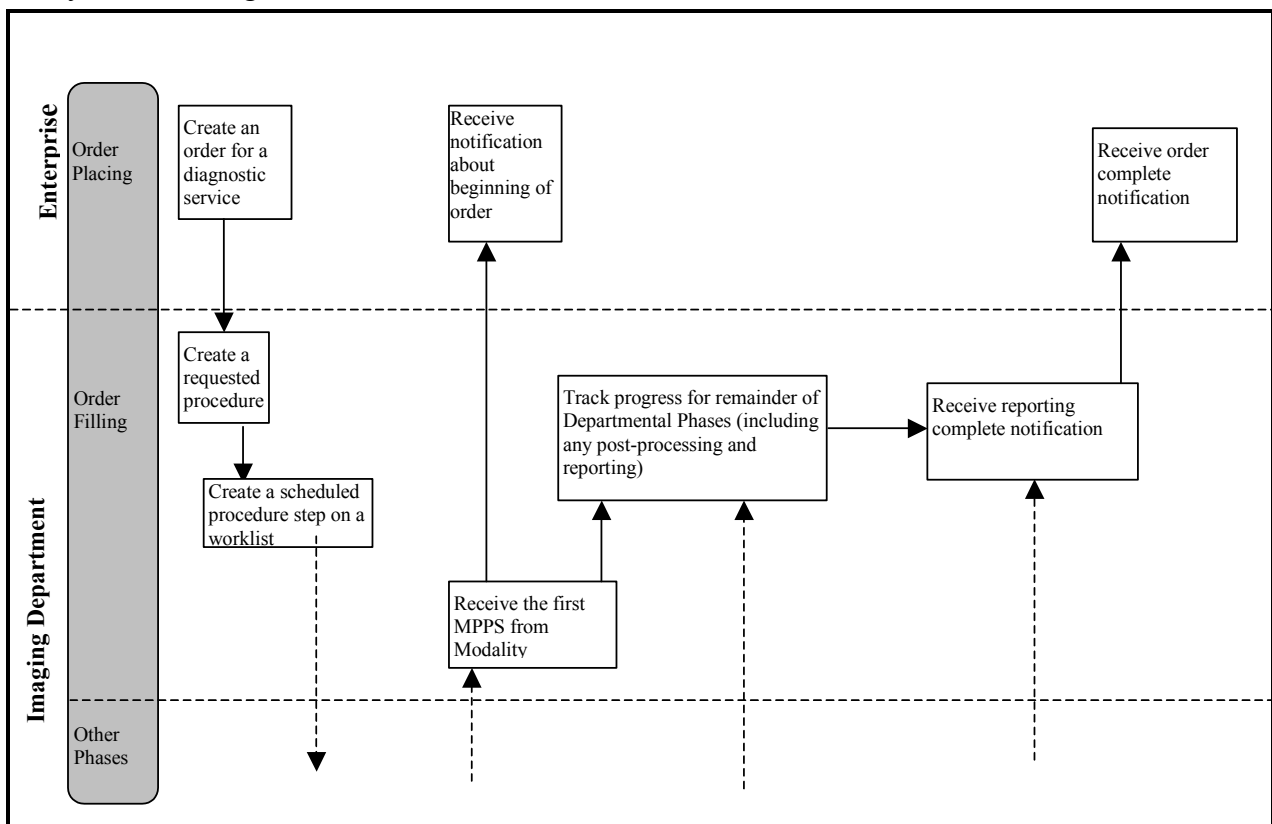 Enterprise
Order
Placing
Create an
order for a
diagnostic
service
Receive
notification
about
beginning of
order
Receive order
complete
notification
Imaging Department
Order
Filling
Create a
requested
procedure
Create a scheduled
procedure step on a
worklist
Track progress for remainder of
Departmental Phases (including
any post-processing and
reporting)
Receive reporting
complete notification
Receive the first
MPPS from
Modality
Other
Phases